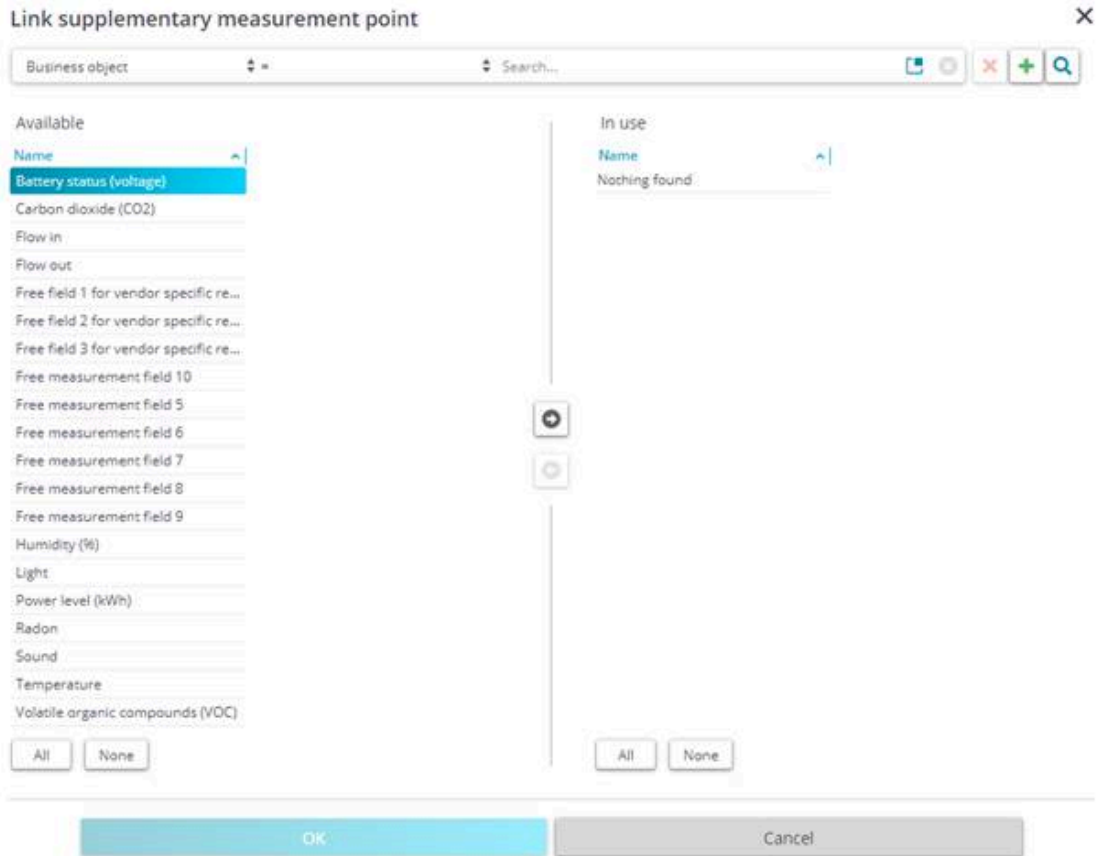 Link supplementary measurement point
Business object = Search...
Available
Name
Battery status (voltage)
Carbon dioxide (CO2)
Flow in
Flow out
Free field 1 for vendor specific re...
Free field 2 for vendor specific re...
Free field 3 for vendor specific re...
Free measurement field 10
Free measurement field 5
Free measurement field 6
Free measurement field 7
Free measurement field 8
Free measurement field 9
Humidity (%)
Light
Power level (kWh)
Radon
Sound
Temperature
Volatile organic compounds (VOC)
All None
In use
Name
Nothing found
All None
OK Cancel